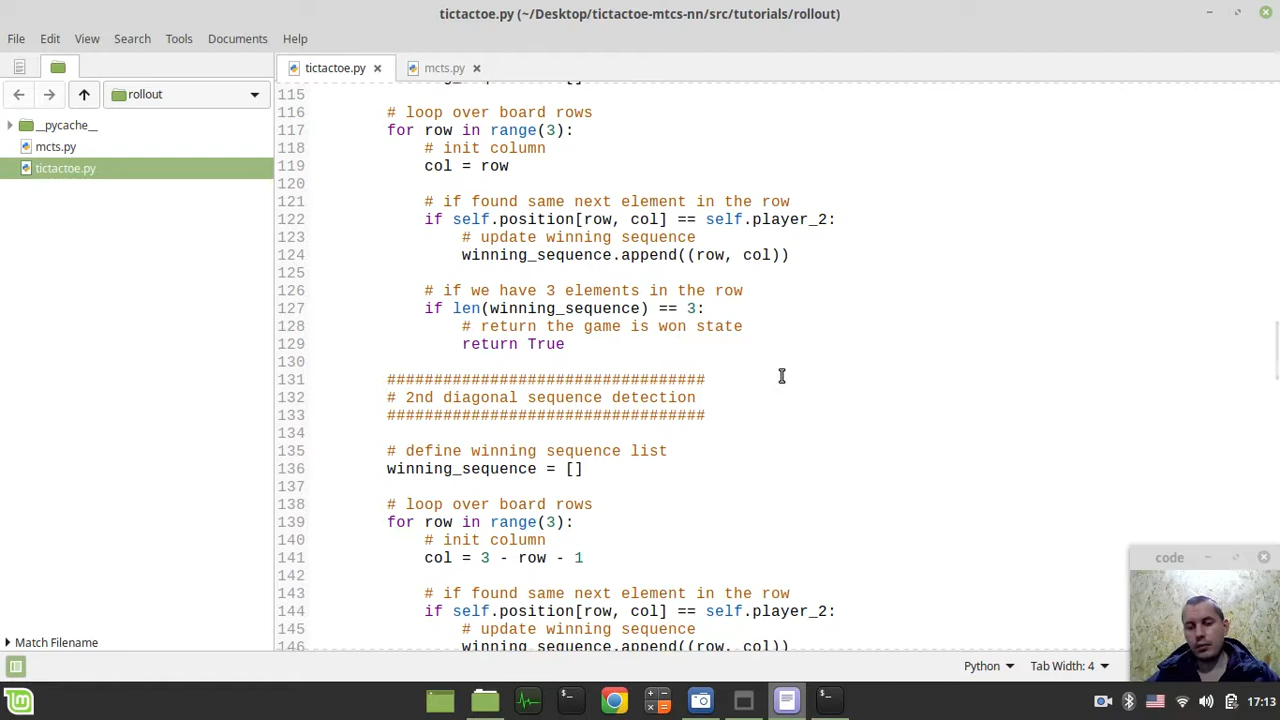 tictactoe.py (~/Desktop/tictactoe-mtcs-nn/src/tutorials/rollout)
File Edit View Search Tools Documents Help
tictactoe.py
mcts.py
rollout
__pycache__
mcts.py
tictactoe.py
115
116 # loop over board rows
117 for row in range(3):
118 # init column
119 col = row
120
121 # if found same next element in the row
122 if self.position[row, col] == self.player_2:
123 # update winning sequence
124 winning_sequence.append((row, col))
125
126 # if we have 3 elements in the row
127 if len(winning_sequence) == 3:
128 # return the game is won state
129 return True
130
131 ##################################
132 # 2nd diagonal sequence detection
133 ##################################
134
135 # define winning sequence list
136 winning_sequence = []
137
138 # loop over board rows
139 for row in range(3):
140 # init column
141 col = 3 - row - 1
142
143 # if found same next element in the row
144 if self.position[row, col] == self.player_2:
145 # update winning sequence
146 winning_sequence.append((row, col))
code
Match Filename
Python Tab Width: 4
17:13